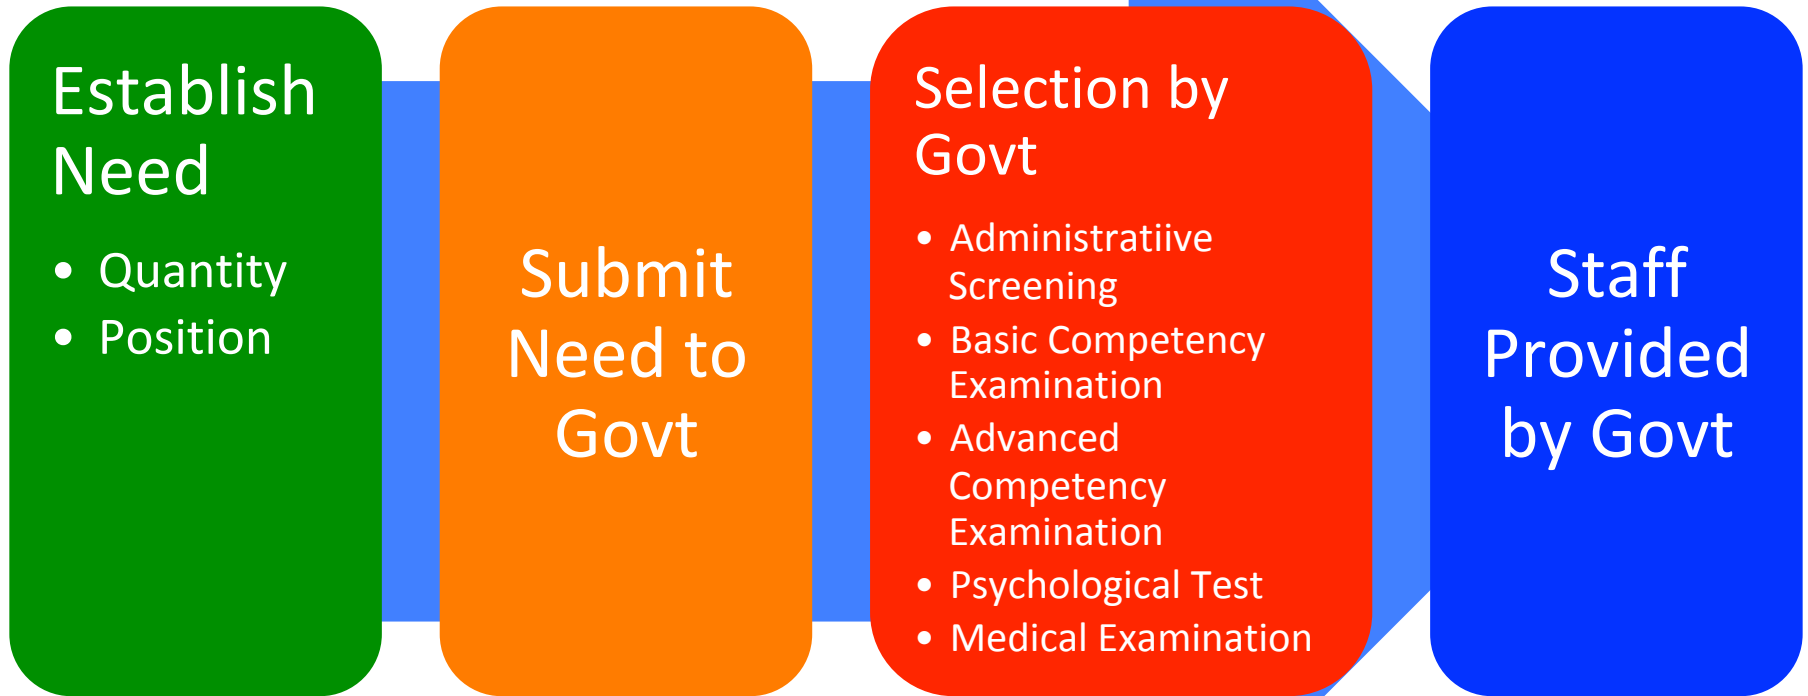 Establish
Need
• Quantity
• Position
Submit
Need to
Govt
Selection by
Govt
• Administratiive
Screening
• Basic Competency
Examination
• Advanced
Competency
Examination
• Psychological Test
• Medical Examination
Staff
Provided
by Govt